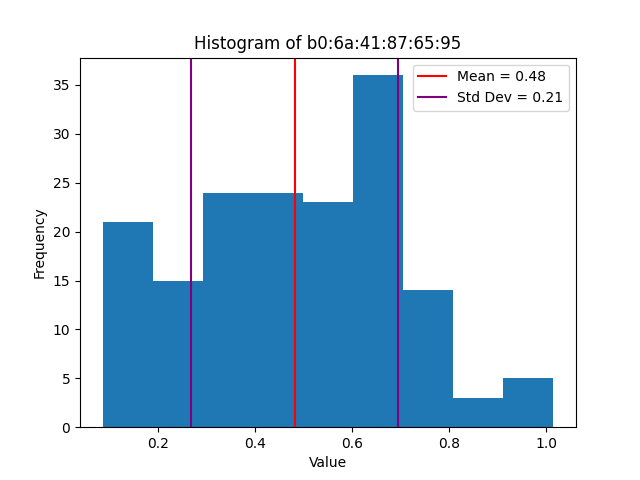 Histogram of b0:6a:41:87:65:95
Mean = 0.48
Std Dev = 0.21
Frequency
35
30
25
20
15
10
5
0
0.2 0.4 0.6 0.8 1.0
Value